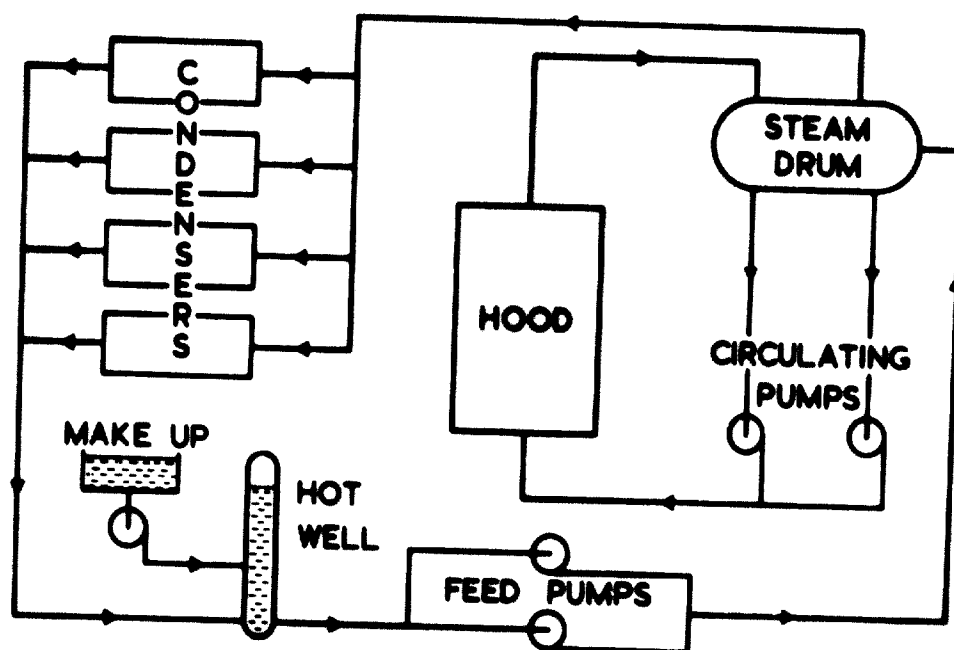 CONDENSERS
STEAM
DRUM
HOOD
CIRCULATING
PUMPS
MAKE UP
HOT
WELL
FEED PUMPS